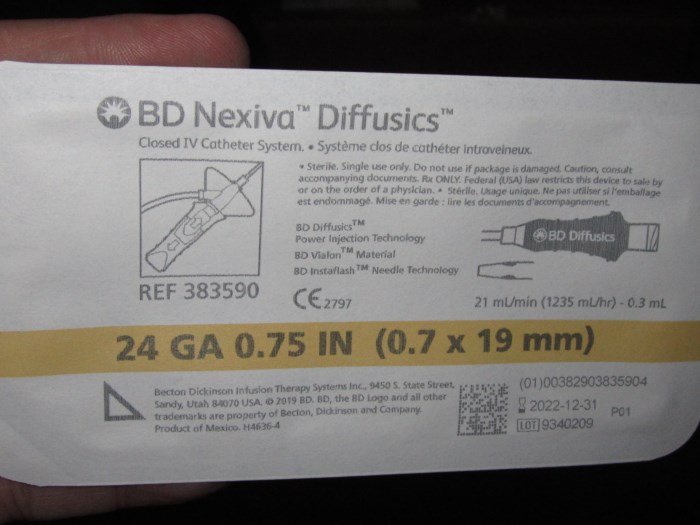 BD Nexiva™ Diffusics™
Closed IV Catheter System. • Système clos de cathéter intraveineux.
• Sterile. Single use only. Do not use if package is damaged. Caution, consult
accompanying documents. Rx ONLY. Federal (USA) law restricts this device to sale by
or on the order of a physician. • Stérile. Usage unique. Ne pas utiliser si l'emballage
est endommagé. Mise en garde : lire les documents d'accompagnement.
BD Diffusics™
Power Injection Technology
BD Vialon™ Material
BD Instaflash™ Needle Technology
BD Diffusics
REF 383590
CE 2797
21 mL/min (1235 mL/hr) - 0.3 mL
24 GA 0.75 IN (0.7 x 19 mm)
Becton Dickinson Infusion Therapy Systems Inc., 9450 S. State Street,
Sandy, Utah 84070 USA. © 2019 BD. BD, the BD Logo and all other
trademarks are property of Becton, Dickinson and Company.
Product of Mexico. H4636-4
(01)00382903835904
2022-12-31
P01
LOT 9340209